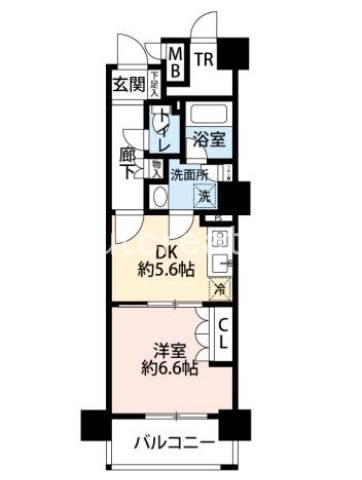 MB
TR
玄関
下足入
トイレ
浴室
廊下
物入
洗面所
洗
PS
DK
約5.6帖
冷
洋室
約6.6帖
CL
バルコニー